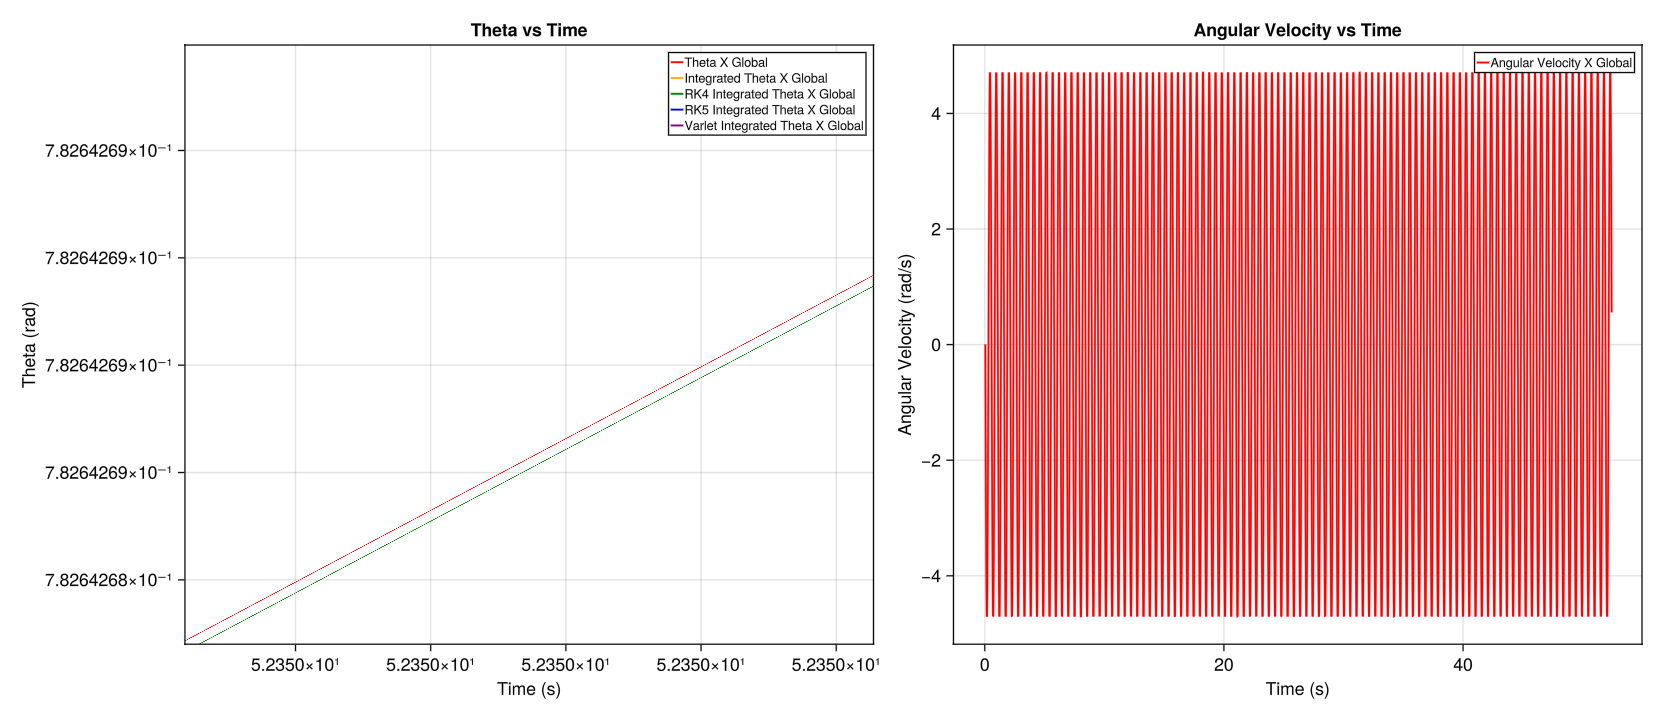 Theta vs Time
Theta X Global
Integrated Theta X Global
RK4 Integrated Theta X Global
RK5 Integrated Theta X Global
Varlet Integrated Theta X Global
Theta (rad)
7.8264269×10⁻¹
7.8264269×10⁻¹
7.8264269×10⁻¹
7.8264269×10⁻¹
7.8264268×10⁻¹
5.2350×10¹ 5.2350×10¹ 5.2350×10¹ 5.2350×10¹ 5.2350×10¹
Time (s)
Angular Velocity vs Time
Angular Velocity X Global
Angular Velocity (rad/s)
4
2
0
−2
−4
0 20 40
Time (s)